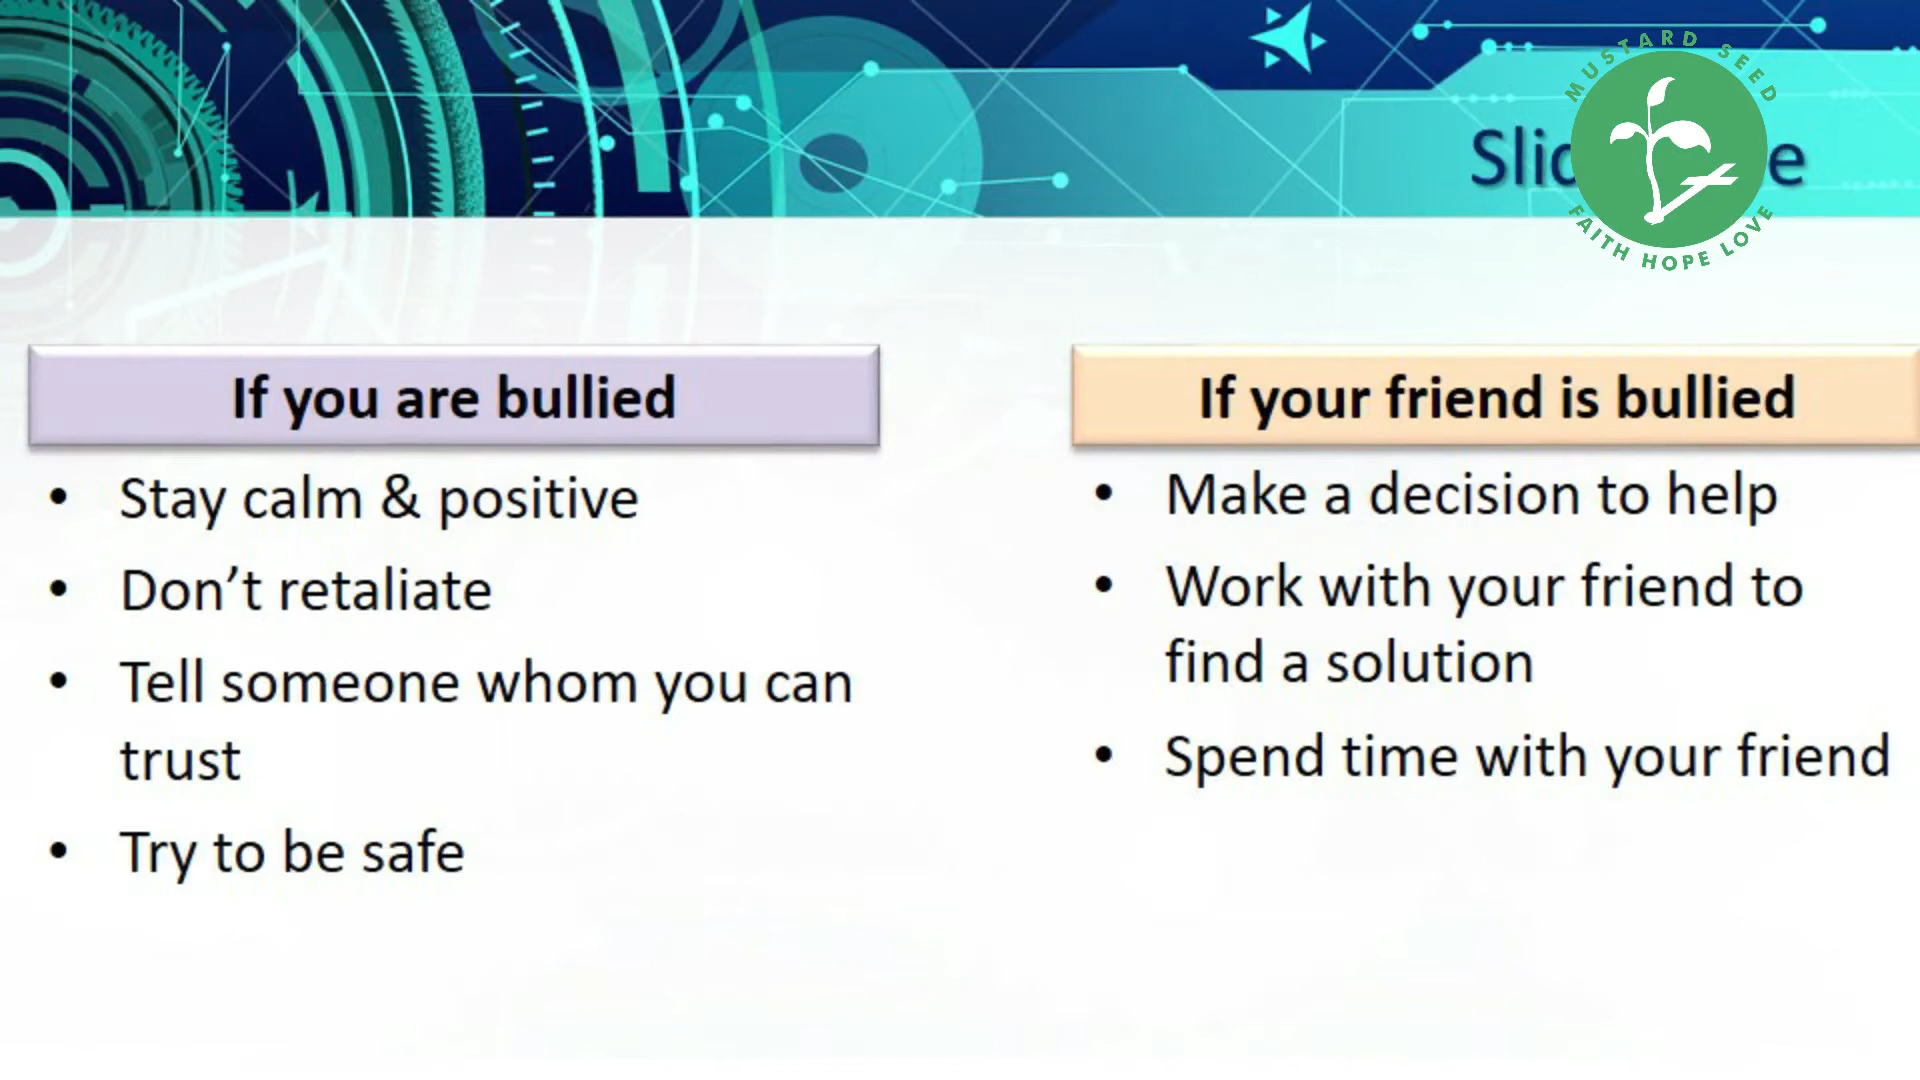 MUSTARD SEED
FAITH HOPE LOVE
If you are bullied
• Stay calm & positive
• Don’t retaliate
• Tell someone whom you can
trust
• Try to be safe
If your friend is bullied
• Make a decision to help
• Work with your friend to
find a solution
• Spend time with your friend